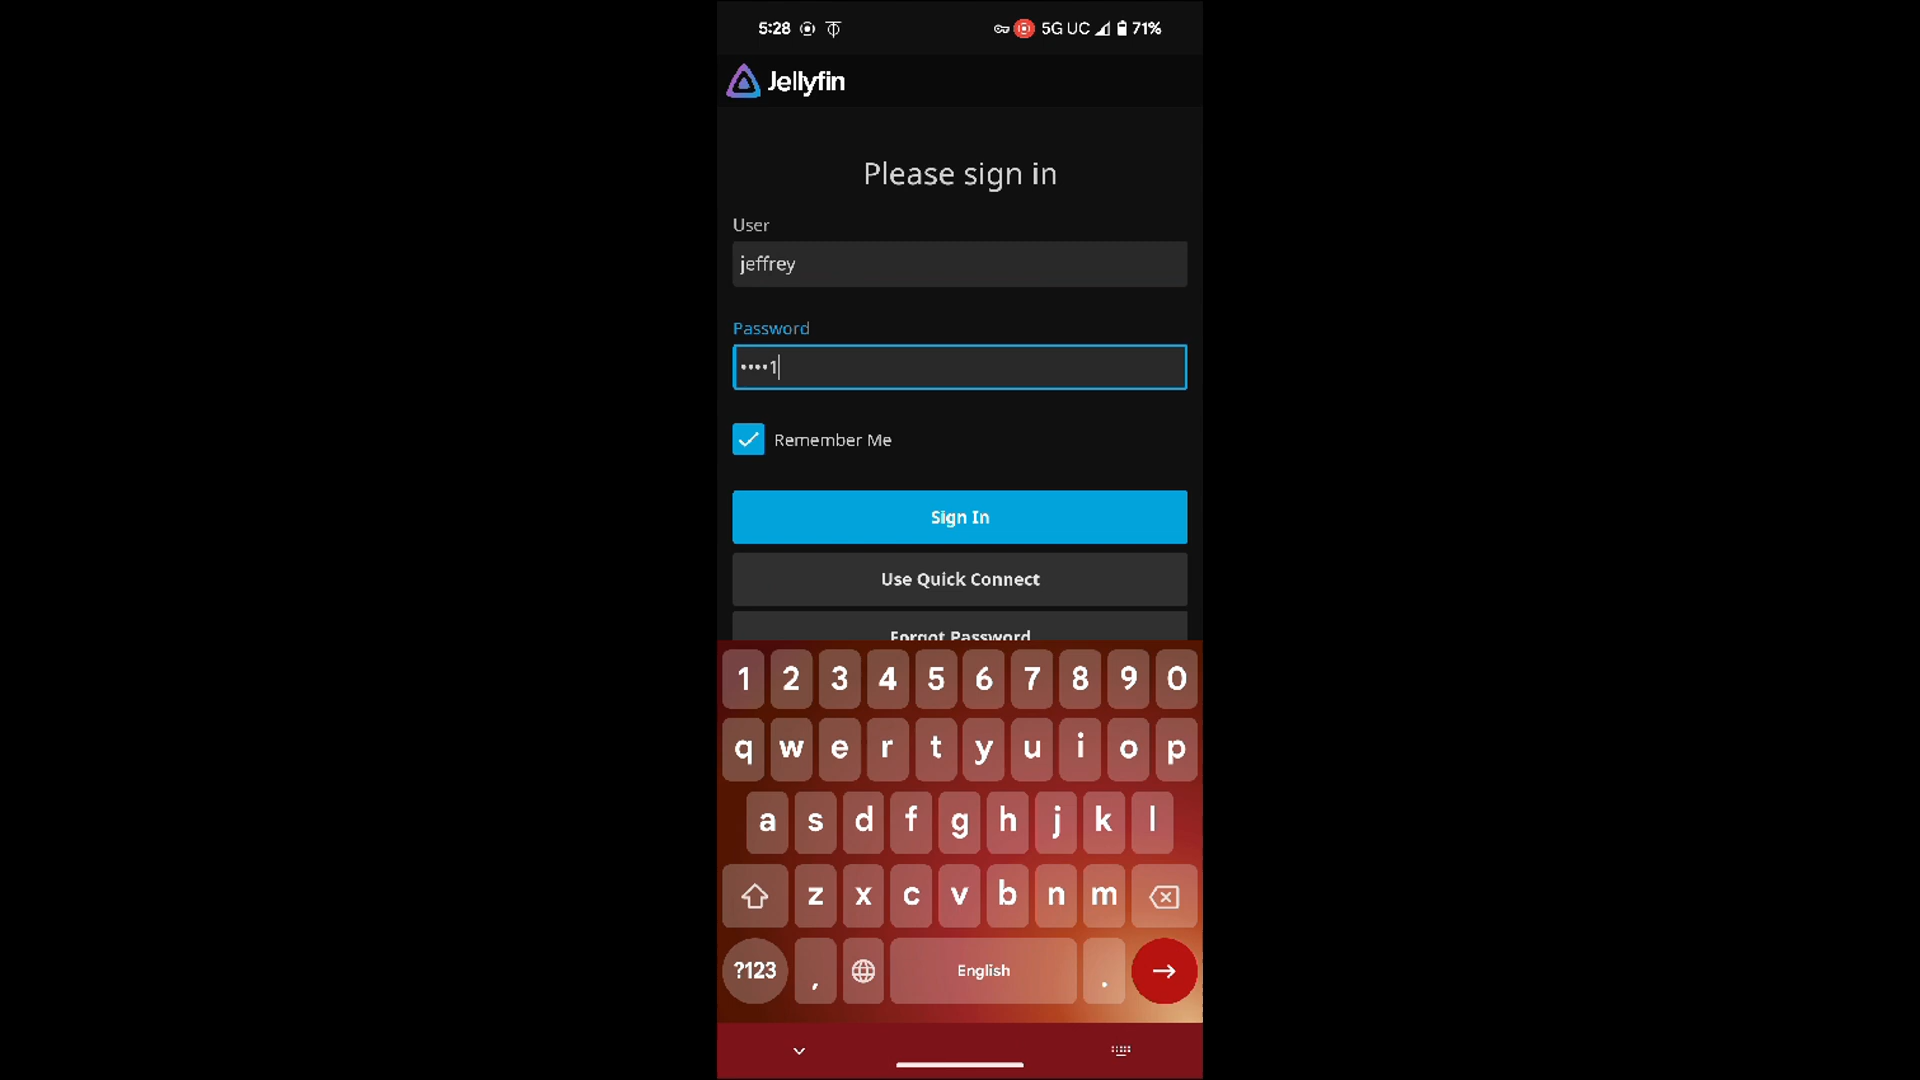 5:28 5G UC 71%
Jellyfin
Please sign in
User
jeffrey
Password
••••1
Remember Me
Sign In
Use Quick Connect
Forgot Password
1 2 3 4 5 6 7 8 9 0
q w e r t y u i o p
a s d f g h j k l
z x c v b n m
?123 , English .